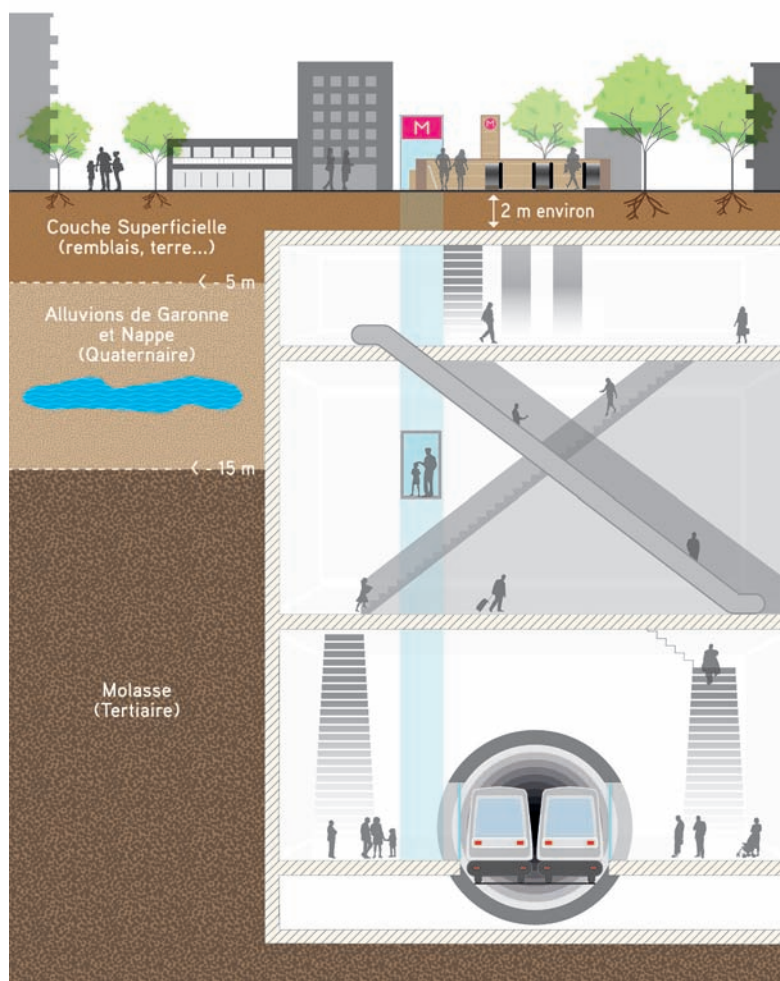 M
M
2 m environ
Couche Superficielle
(remblais, terre...)
< - 5 m
Alluvions de Garonne
et Nappe
(Quaternaire)
< - 15 m
Molasse
(Tertiaire)